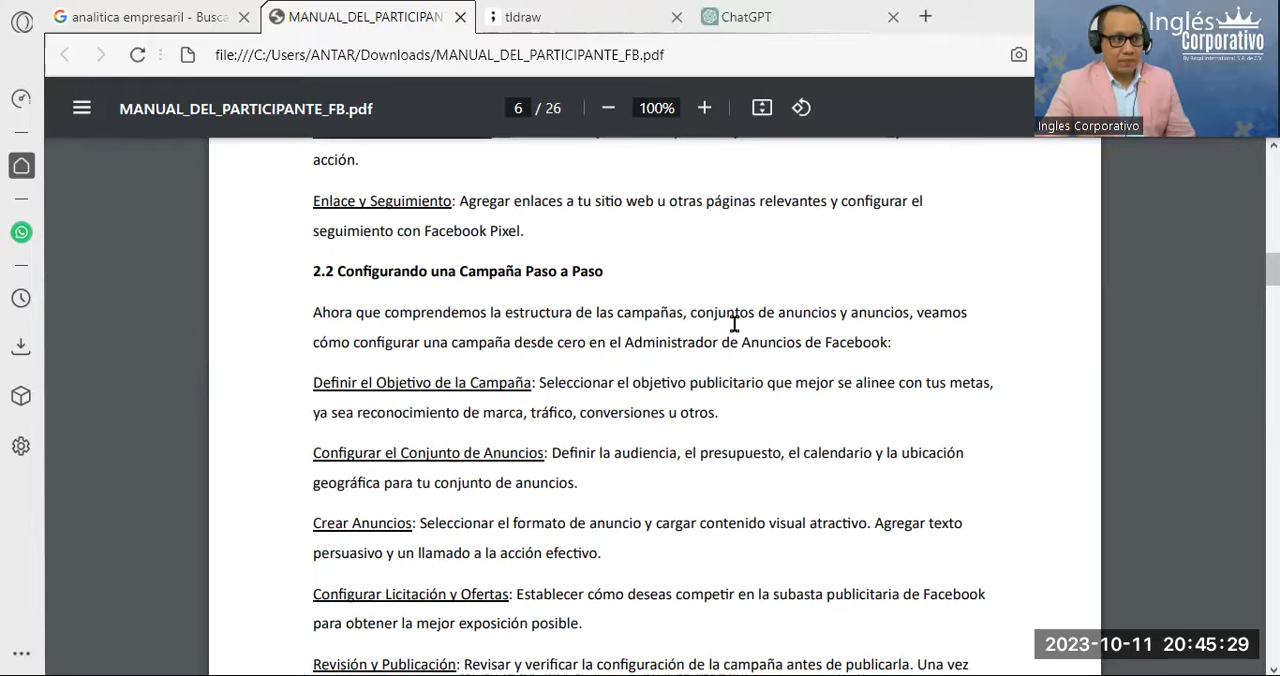 analitica empresaril - Busca
MANUAL_DEL_PARTICIPAN
tldraw
ChatGPT
file:///C:/Users/ANTAR/Downloads/MANUAL_DEL_PARTICIPANTE_FB.pdf
Inglés
Corporativo
By Regal International, S.A. de C.V.
Ingles Corporativo
MANUAL_DEL_PARTICIPANTE_FB.pdf
6 / 26
100%
acción.
Enlace y Seguimiento: Agregar enlaces a tu sitio web u otras páginas relevantes y configurar el
seguimiento con Facebook Pixel.
2.2 Configurando una Campaña Paso a Paso
Ahora que comprendemos la estructura de las campañas, conjuntos de anuncios y anuncios, veamos
cómo configurar una campaña desde cero en el Administrador de Anuncios de Facebook:
Definir el Objetivo de la Campaña: Seleccionar el objetivo publicitario que mejor se alinee con tus metas,
ya sea reconocimiento de marca, tráfico, conversiones u otros.
Configurar el Conjunto de Anuncios: Definir la audiencia, el presupuesto, el calendario y la ubicación
geográfica para tu conjunto de anuncios.
Crear Anuncios: Seleccionar el formato de anuncio y cargar contenido visual atractivo. Agregar texto
persuasivo y un llamado a la acción efectivo.
Configurar Licitación y Ofertas: Establecer cómo deseas competir en la subasta publicitaria de Facebook
para obtener la mejor exposición posible.
Revisión y Publicación: Revisar y verificar la configuración de la campaña antes de publicarla. Una vez
2023-10-11 20:45:29